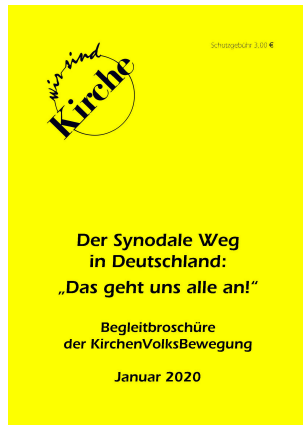 Schutzgebühr 3.00 €
wir sind
Kirche
Der Synodale Weg
in Deutschland:
„Das geht uns alle an!“
Begleitbroschüre
der KirchenVolksBewegung
Januar 2020